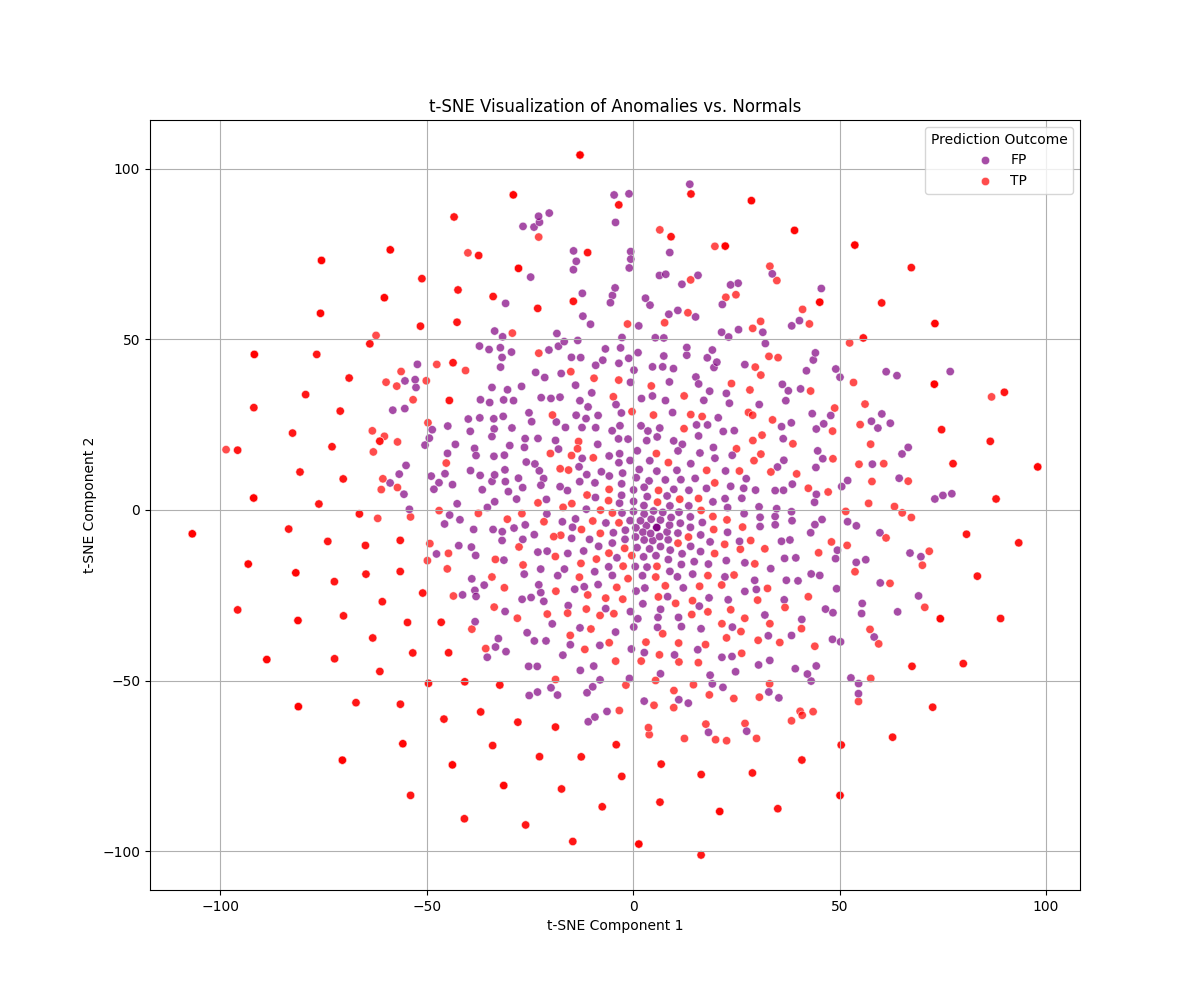 t-SNE Visualization of Anomalies vs. Normals
Prediction Outcome
FP
TP
100
50
0
−50
−100
t-SNE Component 2
−100
−50
0
50
100
t-SNE Component 1